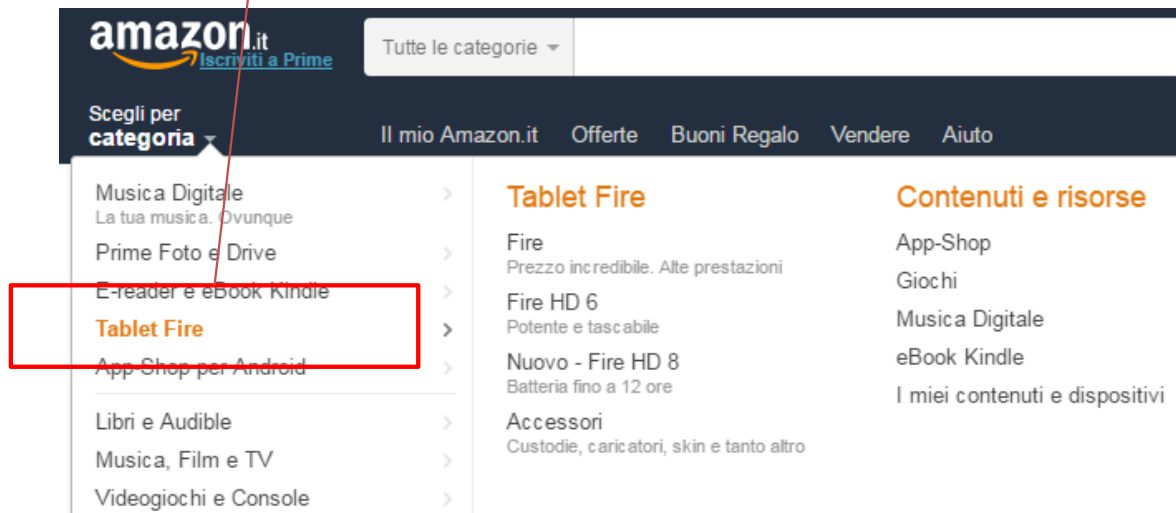 amazon.it
Iscriviti a Prime
Tutte le categorie
Scegli per
categoria
Il mio Amazon.it Offerte Buoni Regalo Vendere Aiuto
Musica Digitale
La tua musica. Ovunque
Prime Foto e Drive
E-reader e eBook Kindle
Tablet Fire
App-Shop per Android
Libri e Audible
Musica, Film e TV
Videogiochi e Console
Tablet Fire
Fire
Prezzo incredibile. Alte prestazioni
Fire HD 6
Potente e tascabile
Nuovo - Fire HD 8
Batteria fino a 12 ore
Accessori
Custodie, caricatori, skin e tanto altro
Contenuti e risorse
App-Shop
Giochi
Musica Digitale
eBook Kindle
I miei contenuti e dispositivi